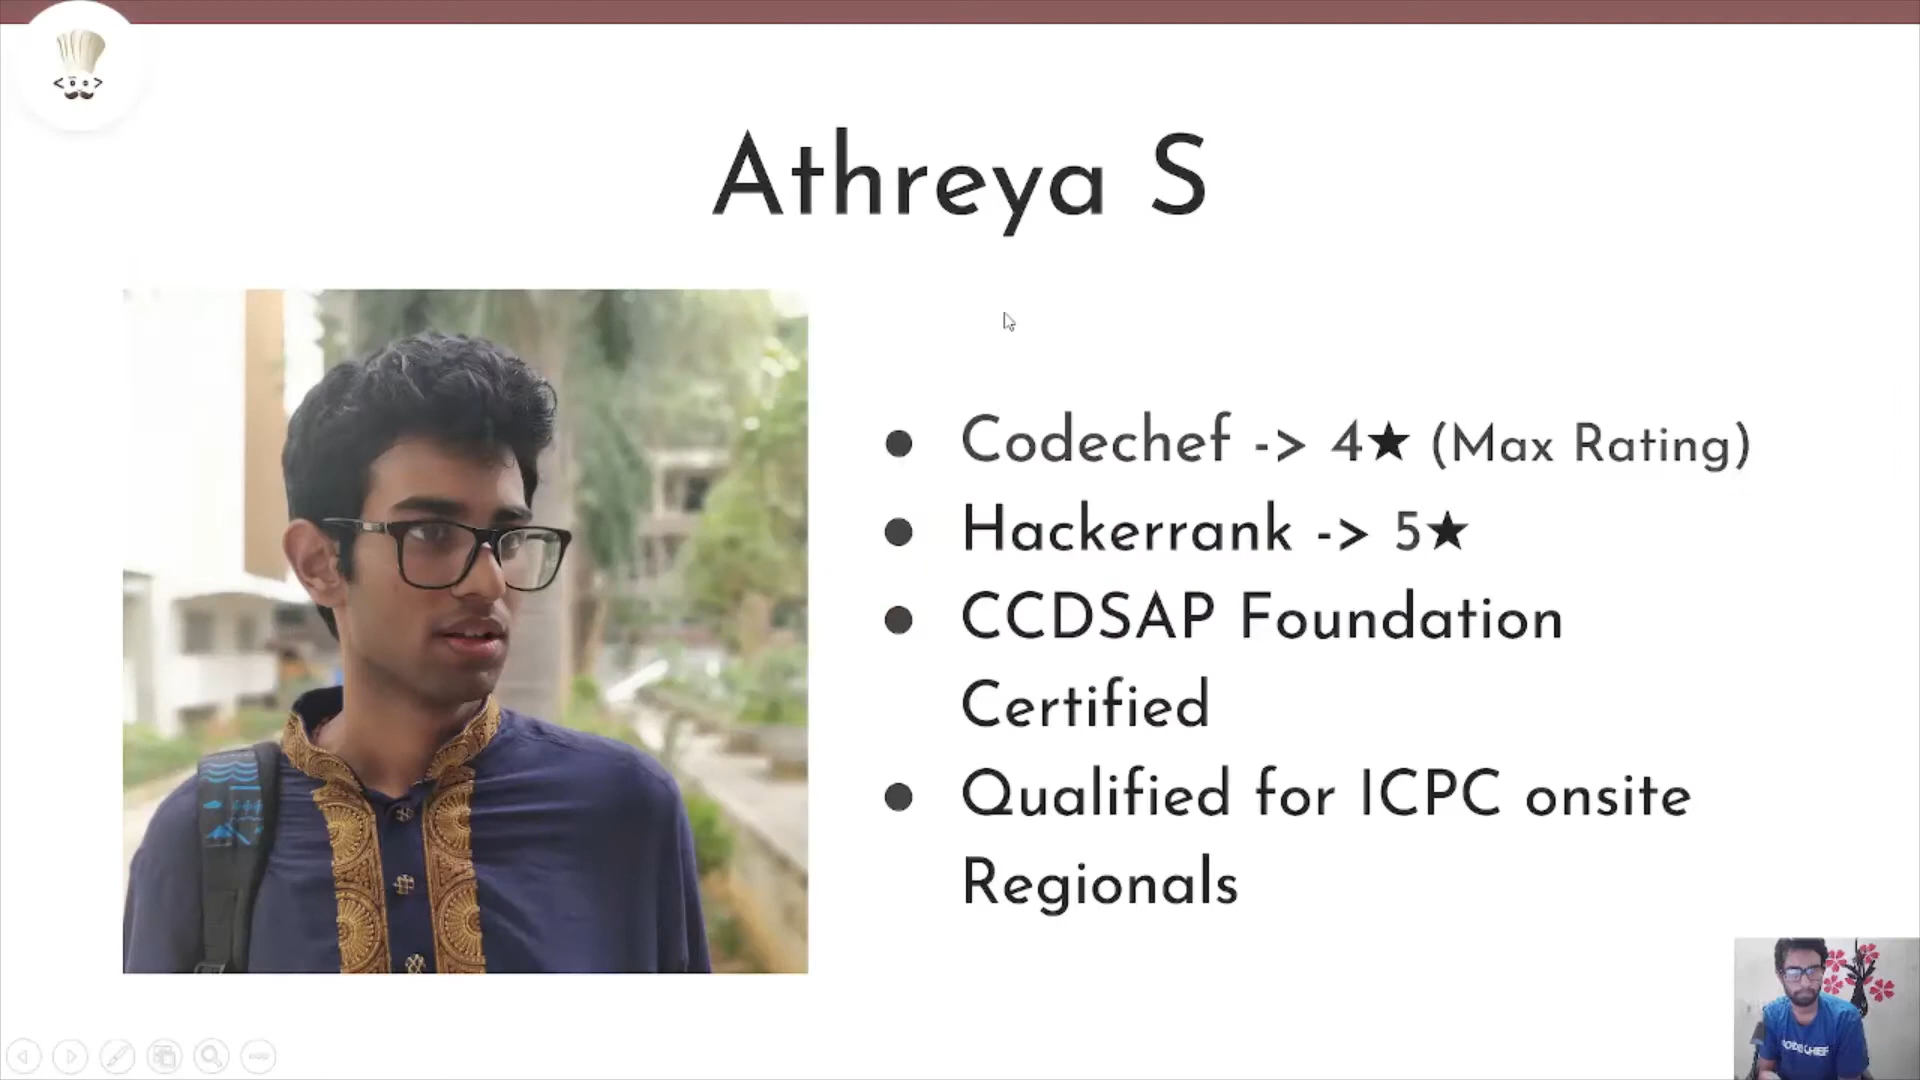 Athreya S
Codechef -> 4★ (Max Rating)
Hackerrank -> 5★
CCDSAP Foundation
Certified
Qualified for ICPC onsite
Regionals